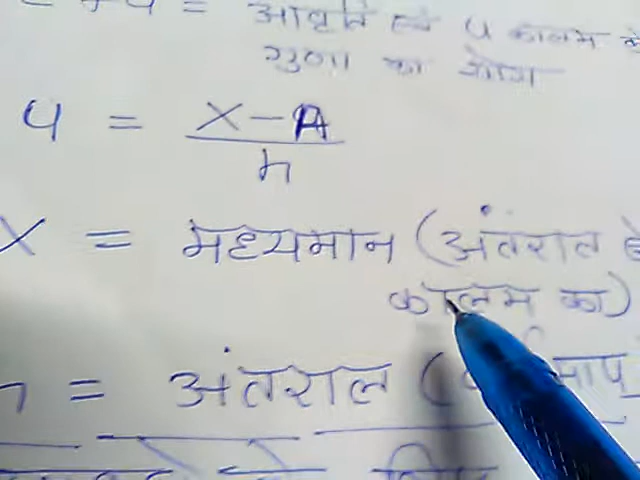 = आवृत्ति एवं u कालम के
गुणा का योग
u = X - A
h
X = मध्यमान (अंतराल के
कालम का)
h = अंतराल ( माप